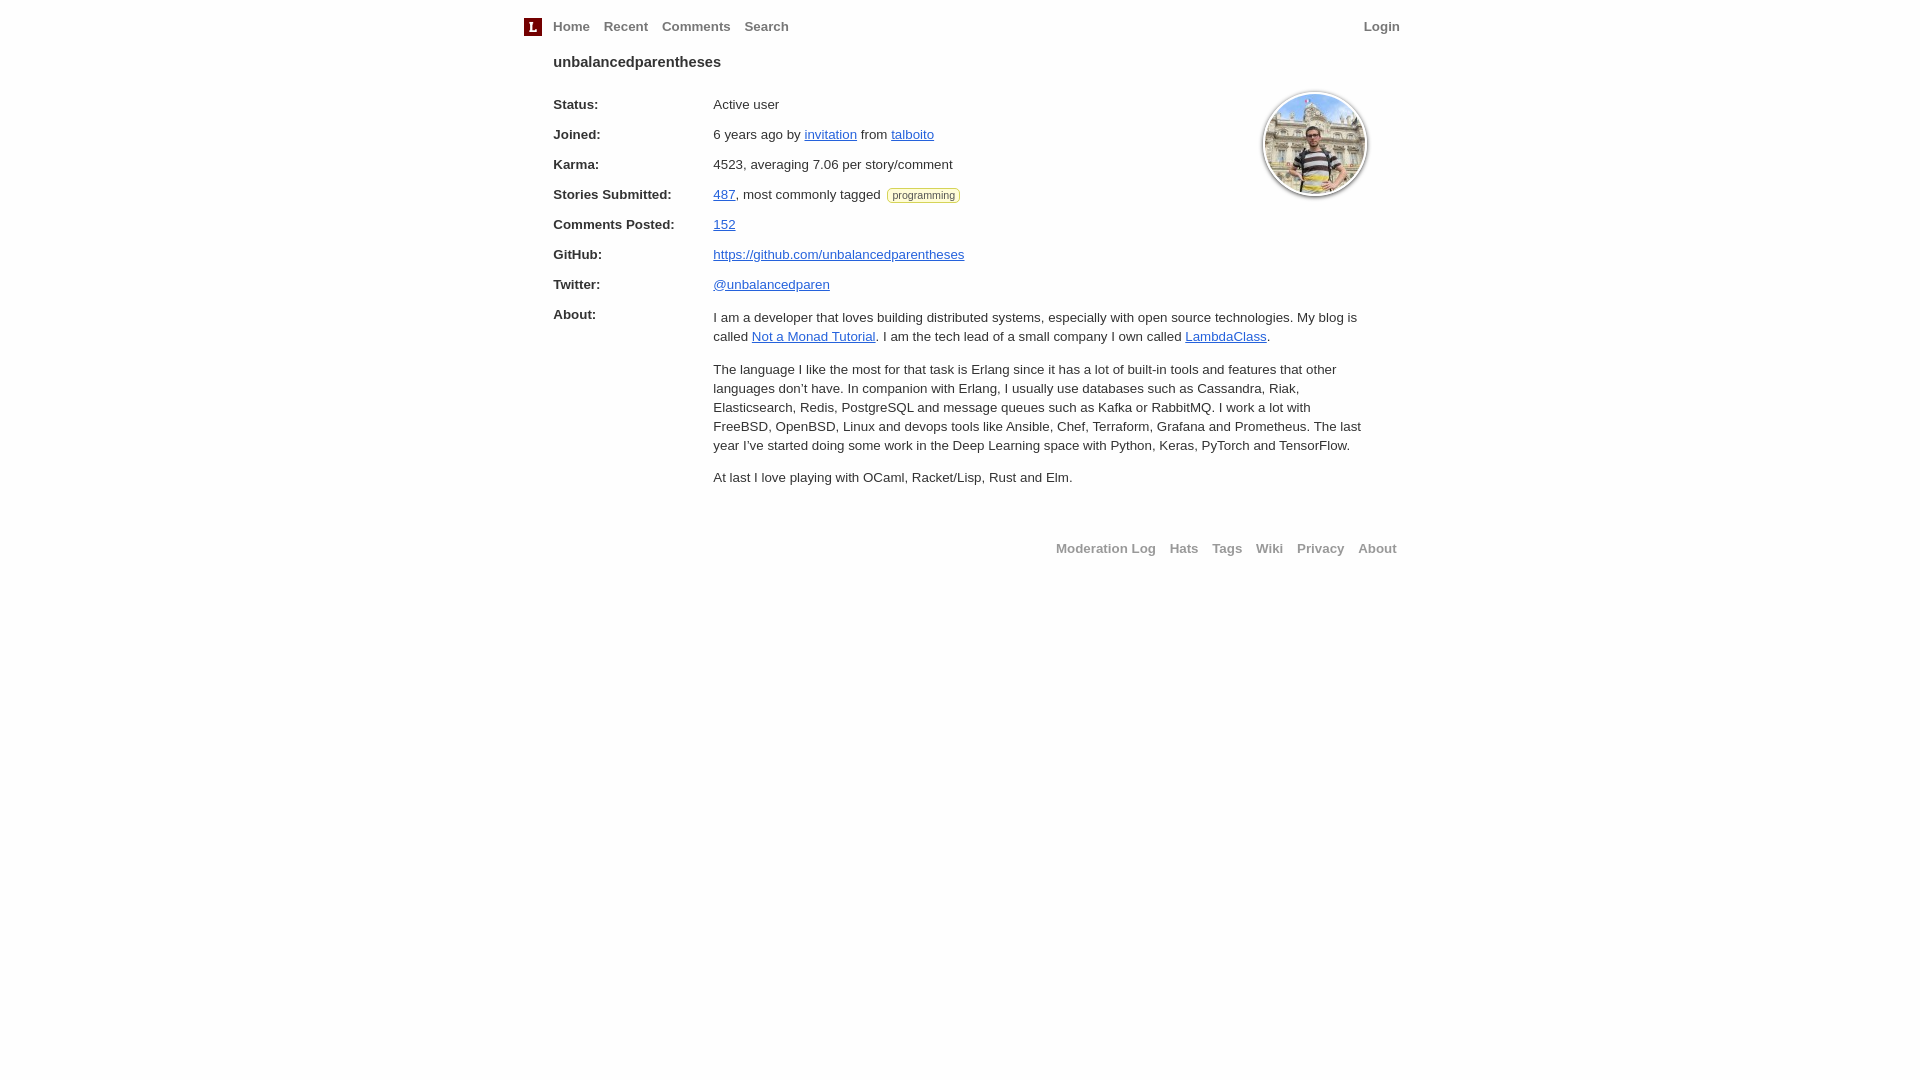 L Home Recent Comments Search Login
unbalancedparentheses
Status: Active user
Joined: 6 years ago by invitation from talboito
Karma: 4523, averaging 7.06 per story/comment
Stories Submitted: 487, most commonly tagged programming
Comments Posted: 152
GitHub: https://github.com/unbalancedparentheses
Twitter: @unbalancedparen
About: I am a developer that loves building distributed systems, especially with open source technologies. My blog is
called Not a Monad Tutorial. I am the tech lead of a small company I own called LambdaClass.
The language I like the most for that task is Erlang since it has a lot of built-in tools and features that other
languages don’t have. In companion with Erlang, I usually use databases such as Cassandra, Riak,
Elasticsearch, Redis, PostgreSQL and message queues such as Kafka or RabbitMQ. I work a lot with
FreeBSD, OpenBSD, Linux and devops tools like Ansible, Chef, Terraform, Grafana and Prometheus. The last
year I’ve started doing some work in the Deep Learning space with Python, Keras, PyTorch and TensorFlow.
At last I love playing with OCaml, Racket/Lisp, Rust and Elm.
Moderation Log Hats Tags Wiki Privacy About